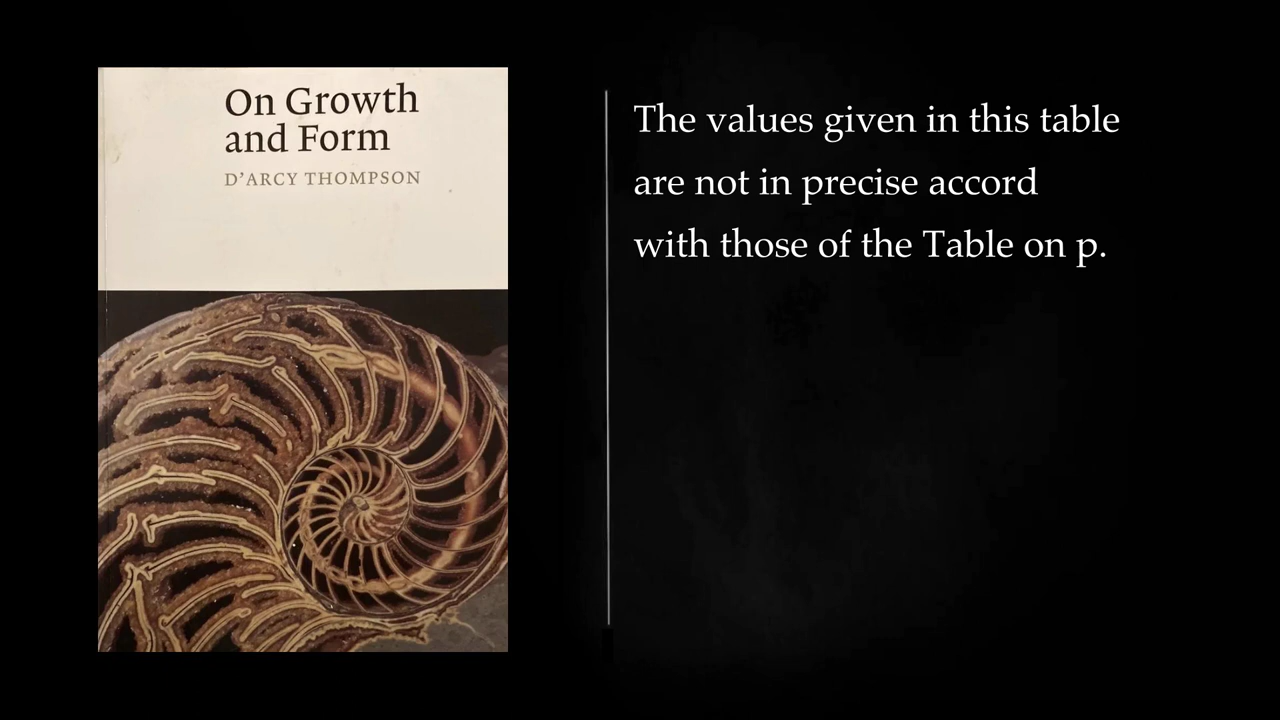 On Growth
and Form
D'ARCY THOMPSON
The values given in this table
are not in precise accord
with those of the Table on p.